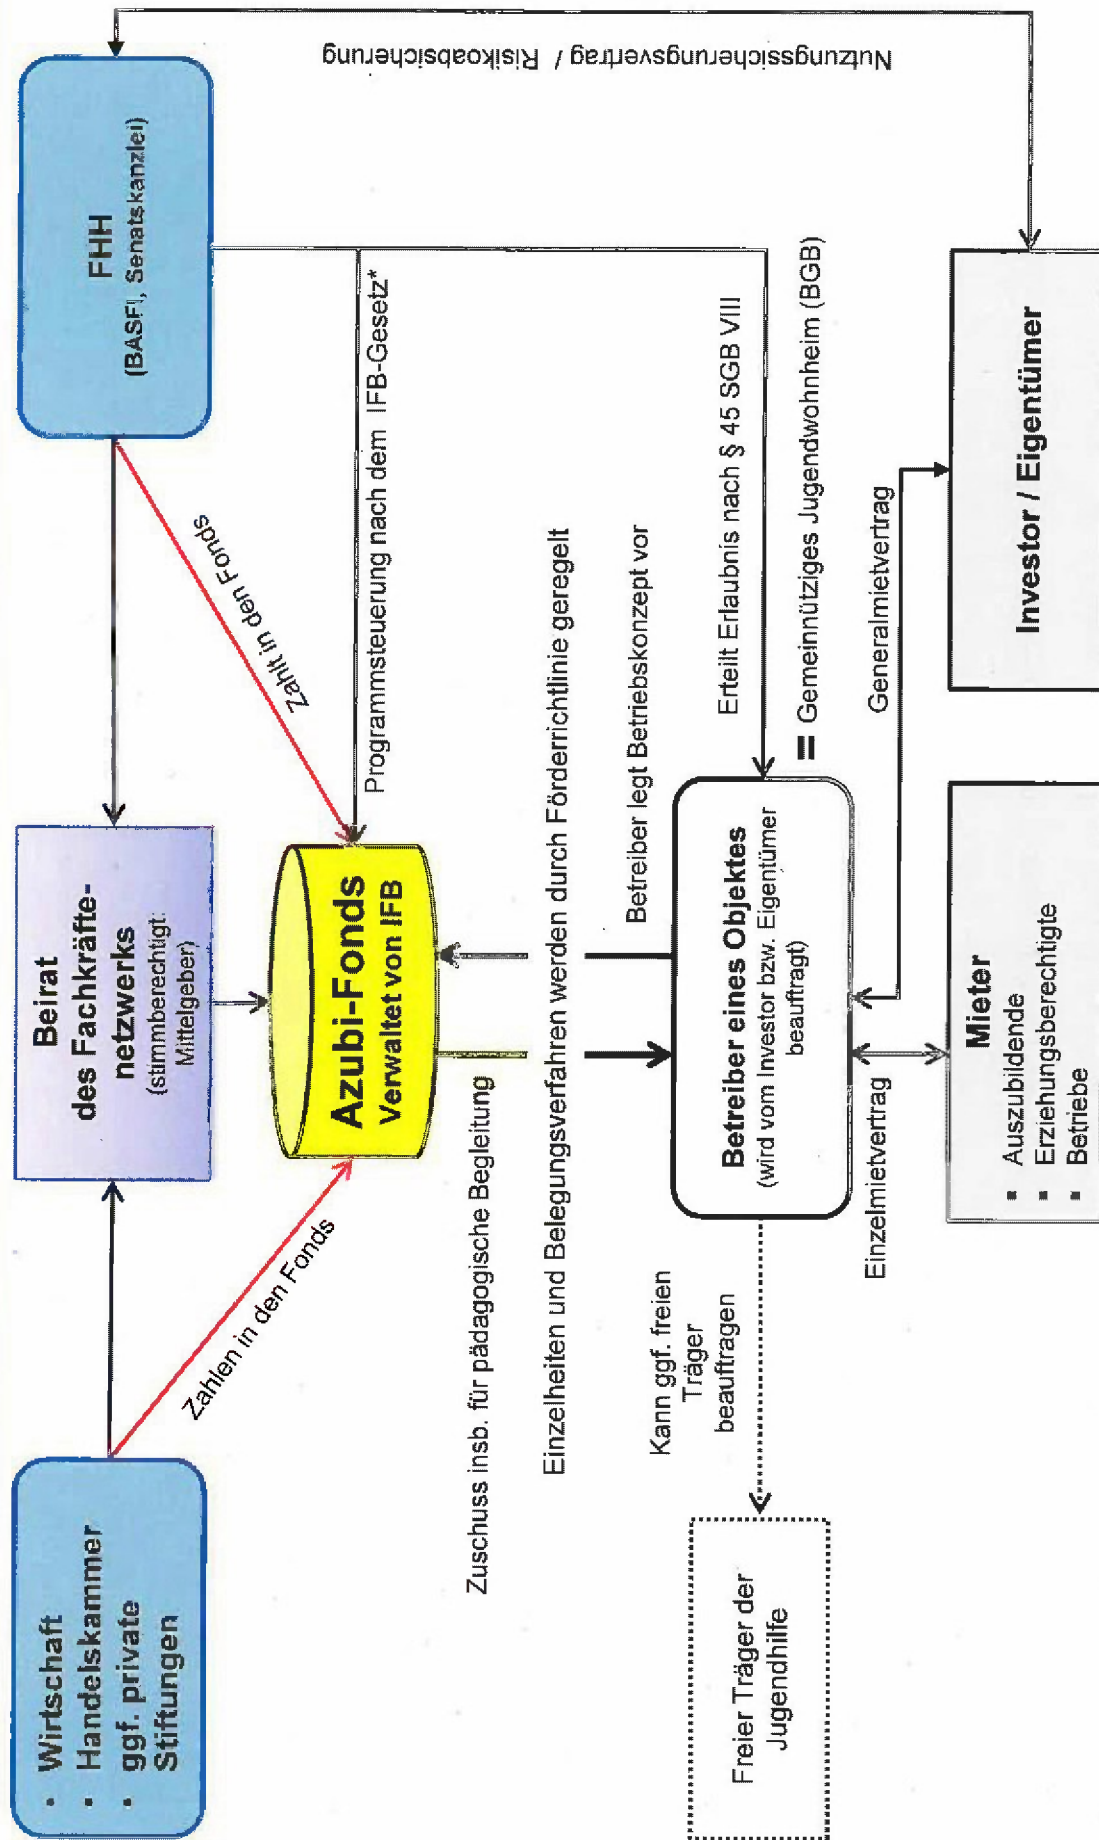 • Wirtschaft
• Handelskammer
• ggf. private
Stiftungen
Beirat
des Fachkräfte-
netzwerks
(stimmberechtigt:
Mittelgeber)
FHH
(BASFI, Senatskanzlei)
Zahlen in den Fonds
Zahlt in den Fonds
Azubi-Fonds
Verwaltet von IFB
Programmsteuerung nach dem IFB-Gesetz*
Nutzungssicherungsvertrag / Risikoabsicherung
Zuschuss insb. für pädagogische Begleitung
Einzelheiten und Belegungsverfahren werden durch Förderrichtlinie geregelt
Betreiber legt Betriebskonzept vor
Kann ggf. freien
Träger
beauftragen
Erteilt Erlaubnis nach § 45 SGB VIII
Freier Träger der
Jugendhilfe
Betreiber eines Objektes
(wird vom Investor bzw. Eigentümer
beauftragt)
= Gemeinnütziges Jugendwohnheim (BGB)
Einzelmietvertrag
Generalmietvertrag
Mieter
▪ Auszubildende
▪ Erziehungsberechtigte
▪ Betriebe
Investor / Eigentümer